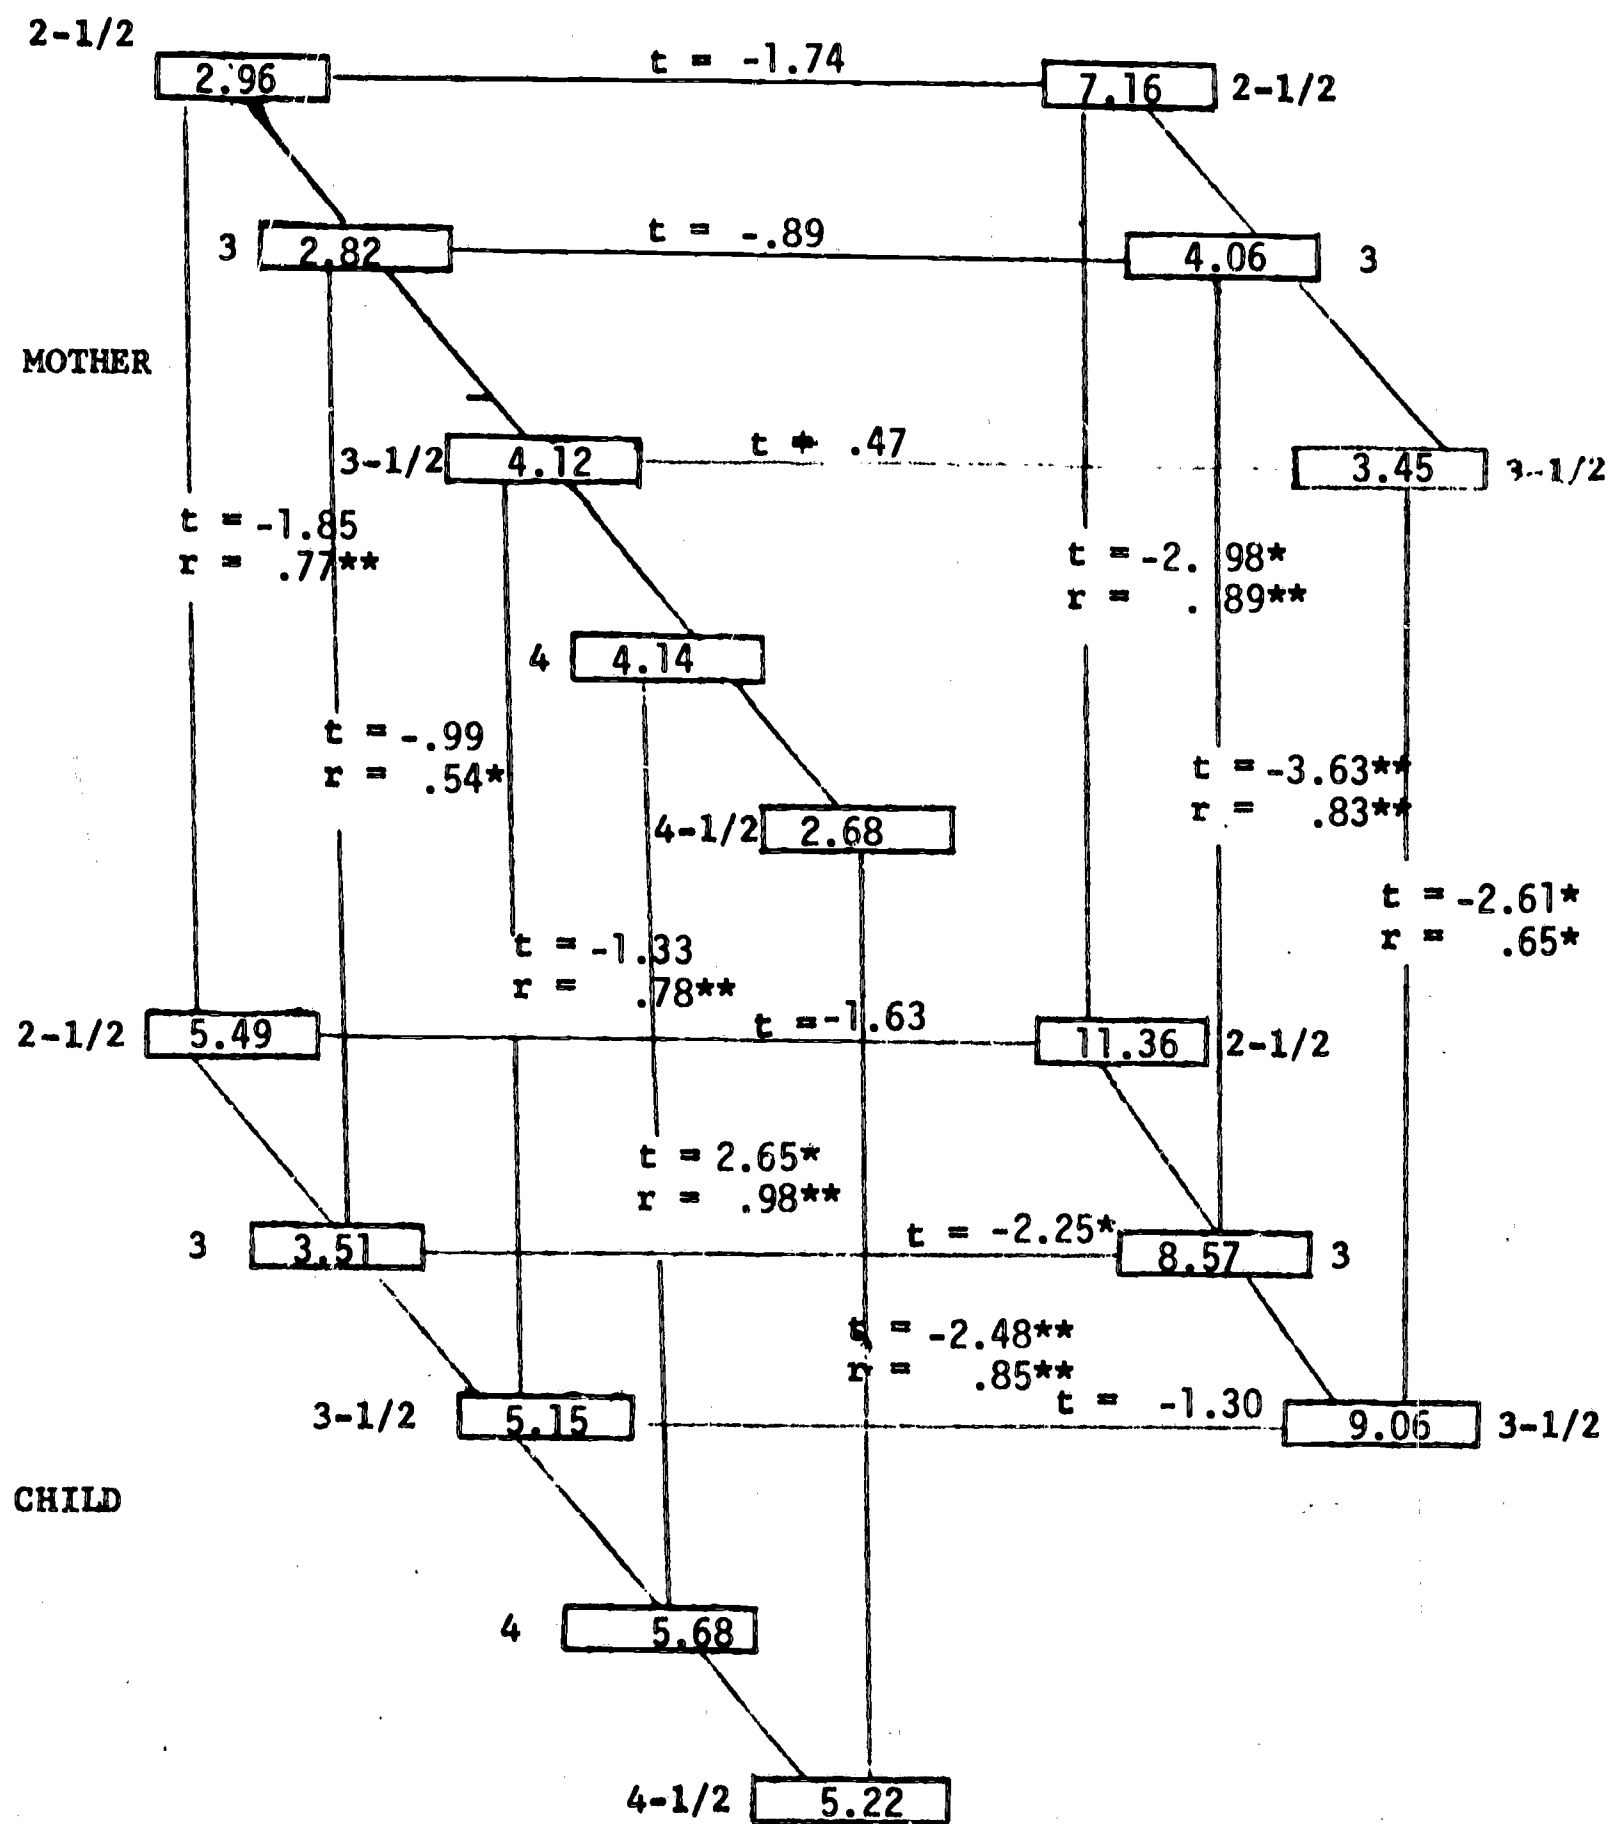 2-1/2
2.96 t = -1.74 7.16 2-1/2
3 2.82 t = -.89 4.06 3
MOTHER
3-1/2 4.12 t = .47 3.45 3-1/2
t = -1.85
r = .77**
t = -2.98*
r = .89**
4 4.14
t = -.99
r = .54*
t = -3.63**
r = .83**
4-1/2 2.68
t = -2.61*
r = .65*
t = -1.33
r = .78**
2-1/2 5.49 t = -1.63 11.36 2-1/2
t = 2.65*
r = .98**
3 3.51 t = -2.25* 8.57 3
t = -2.48**
r = .85**
3-1/2 5.15 t = -1.30 9.06 3-1/2
CHILD
4 5.68
4-1/2 5.22